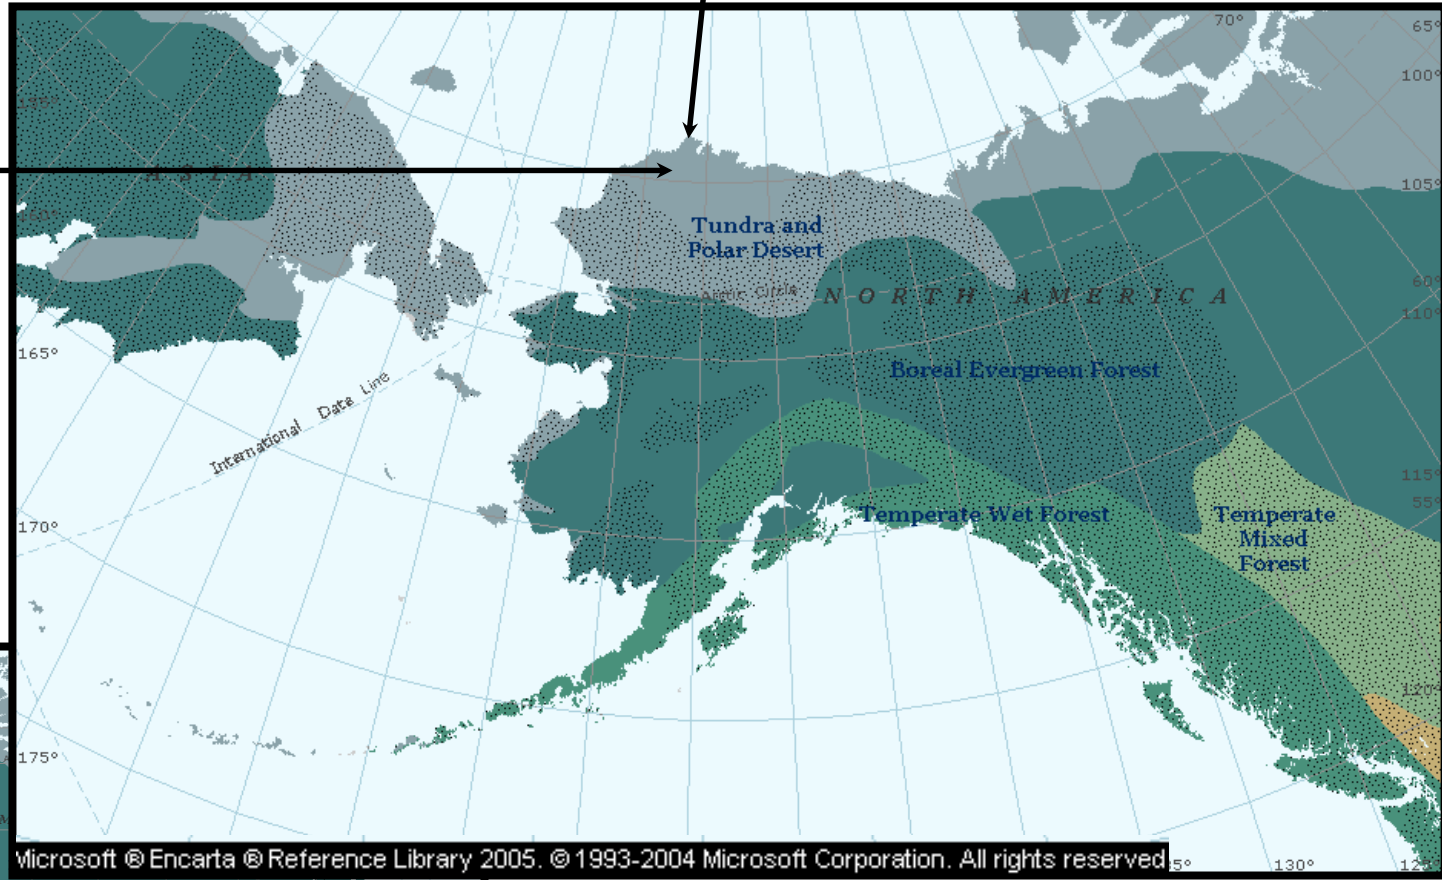 70°
65°
100°
155°
A S I A
160°
105°
Tundra and
Polar Desert
60°
Arctic Circle
N O R T H A M E R I C A
110°
165°
Boreal Evergreen Forest
International Date Line
115°
55°
170°
Temperate Wet Forest
Temperate
Mixed
Forest
120°
175°
Microsoft ® Encarta ® Reference Library 2005. © 1993-2004 Microsoft Corporation. All rights reserved
130°